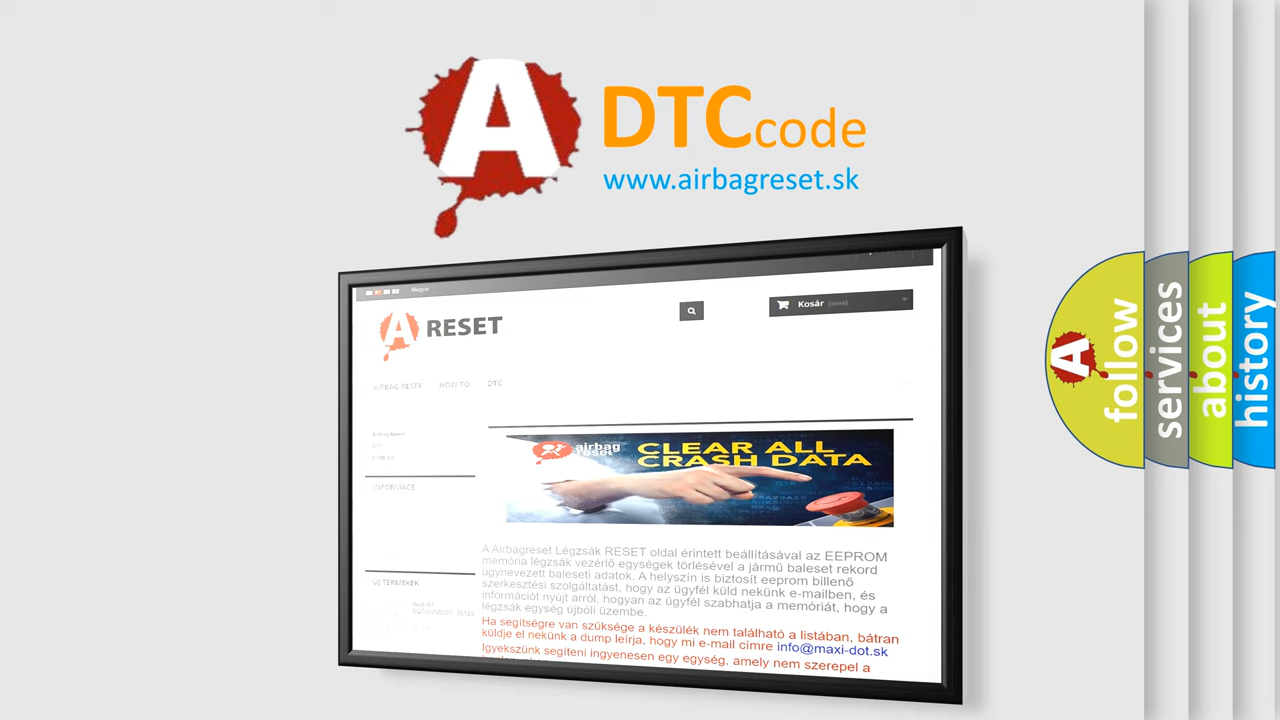 A
DTCcode
www.airbagreset.sk
Magyar
Kosár (üres)
A RESET
AIRBAG RESET HOW TO DTC
INFORMACE
airbag
reset
CLEAR ALL
CRASH DATA
ÚJ TERMÉKEK
A Airbagreset Légzsák RESET oldal érintett beállításával az EEPROM
memória légzsák vezérlő egységek törlésével a jármű baleset rekord
úgynevezett baleseti adatok. A helyszín is biztosít eeprom billenő
szerkesztési szolgáltatást, hogy az ügyfél küld nekünk e-mailben, és
információt nyújt arról, hogyan az ügyfél szabhatja a memóriát, hogy a
légzsák egység újbóli üzembe.
Ha segítségre van szüksége a készülék nem található a listában, bátran
küldje el nekünk a dump leírja, hogy mi e-mail címre info@maxi-dot.sk
Igyekszünk segíteni ingyenesen egy egység, amely nem szerepel a
A follow
services
about
history